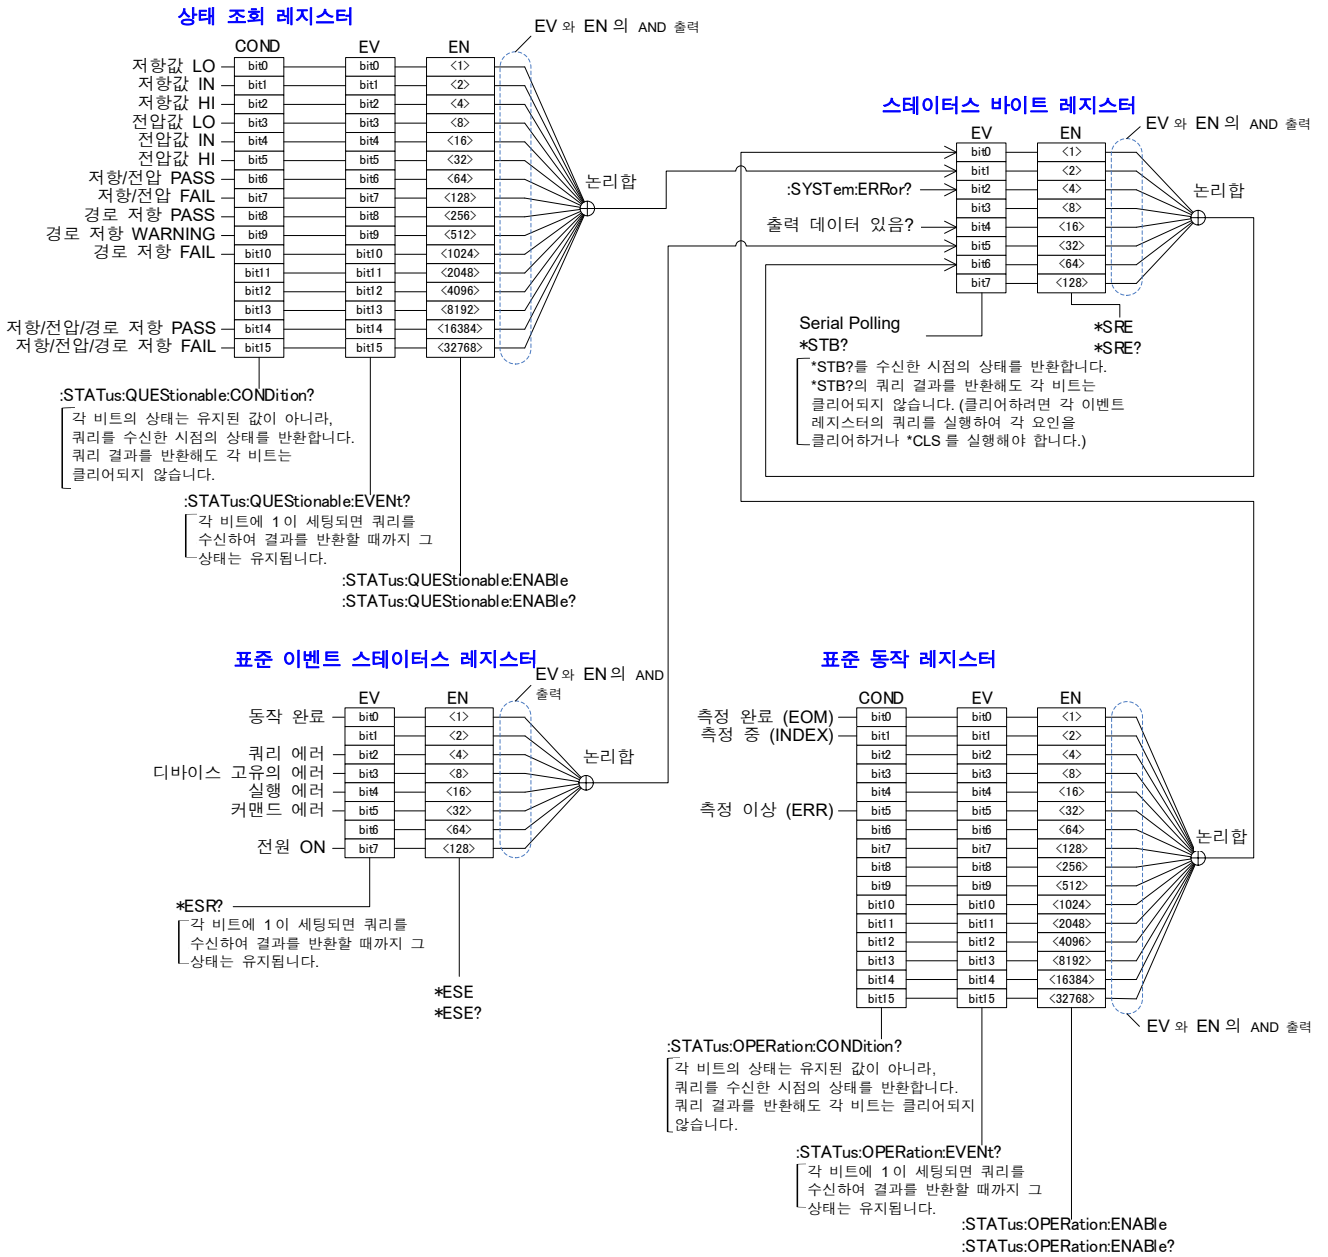 상태 조회 레지스터
EV 와 EN 의 AND 출력
COND EV EN
저항값 LO bit0 bit0 <1>
저항값 IN bit1 bit1 <2>
저항값 HI bit2 bit2 <4>
전압값 LO bit3 bit3 <8>
전압값 IN bit4 bit4 <16>
전압값 HI bit5 bit5 <32>
저항/전압 PASS bit6 bit6 <64>
저항/전압 FAIL bit7 bit7 <128>
경로 저항 PASS bit8 bit8 <256>
경로 저항 WARNING bit9 bit9 <512>
경로 저항 FAIL bit10 bit10 <1024>
bit11 bit11 <2048>
bit12 bit12 <4096>
bit13 bit13 <8192>
저항/전압/경로 저항 PASS bit14 bit14 <16384>
저항/전압/경로 저항 FAIL bit15 bit15 <32768>
논리합
:STATus:QUEStionable:CONDition?
각 비트의 상태는 유지된 값이 아니라,
쿼리를 수신한 시점의 상태를 반환합니다.
쿼리 결과를 반환해도 각 비트는
클리어되지 않습니다.
:STATus:QUEStionable:EVENt?
각 비트에 1이 세팅되면 쿼리를
수신하여 결과를 반환할 때까지 그
상태는 유지됩니다.
:STATus:QUEStionable:ENABle
:STATus:QUEStionable:ENABle?
스테이터스 바이트 레지스터
EV 와 EN 의 AND 출력
EV EN
bit0 <1>
bit1 <2>
:SYSTem:ERRor? bit2 <4>
bit3 <8>
출력 데이터 있음? bit4 <16>
bit5 <32>
bit6 <64>
bit7 <128>
논리합
Serial Polling
*STB?
*SRE
*SRE?
*STB?를 수신한 시점의 상태를 반환합니다.
*STB?의 쿼리 결과를 반환해도 각 비트는
클리어되지 않습니다. (클리어하려면 각 이벤트
레지스터의 쿼리를 실행하여 각 요인을
클리어하거나 *CLS 를 실행해야 합니다.)
표준 이벤트 스테이터스 레지스터
EV 와 EN 의 AND
출력
EV EN
동작 완료 bit0 <1>
bit1 <2>
쿼리 에러 bit2 <4>
디바이스 고유의 에러 bit3 <8>
실행 에러 bit4 <16>
커맨드 에러 bit5 <32>
bit6 <64>
전원 ON bit7 <128>
논리합
*ESR?
각 비트에 1이 세팅되면 쿼리를
수신하여 결과를 반환할 때까지 그
상태는 유지됩니다.
*ESE
*ESE?
표준 동작 레지스터
COND EV EN
측정 완료 (EOM) bit0 bit0 <1>
측정 중 (INDEX) bit1 bit1 <2>
bit2 bit2 <4>
bit3 bit3 <8>
bit4 bit4 <16>
측정 이상 (ERR) bit5 bit5 <32>
bit6 bit6 <64>
bit7 bit7 <128>
bit8 bit8 <256>
bit9 bit9 <512>
bit10 bit10 <1024>
bit11 bit11 <2048>
bit12 bit12 <4096>
bit13 bit13 <8192>
bit14 bit14 <16384>
bit15 bit15 <32768>
논리합
EV 와 EN 의 AND 출력
:STATus:OPERation:CONDition?
각 비트의 상태는 유지된 값이 아니라,
쿼리를 수신한 시점의 상태를 반환합니다.
쿼리 결과를 반환해도 각 비트는 클리어되지
않습니다.
:STATus:OPERation:EVENt?
각 비트에 1이 세팅되면 쿼리를
수신하여 결과를 반환할 때까지 그
상태는 유지됩니다.
:STATus:OPERation:ENABle
:STATus:OPERation:ENABle?